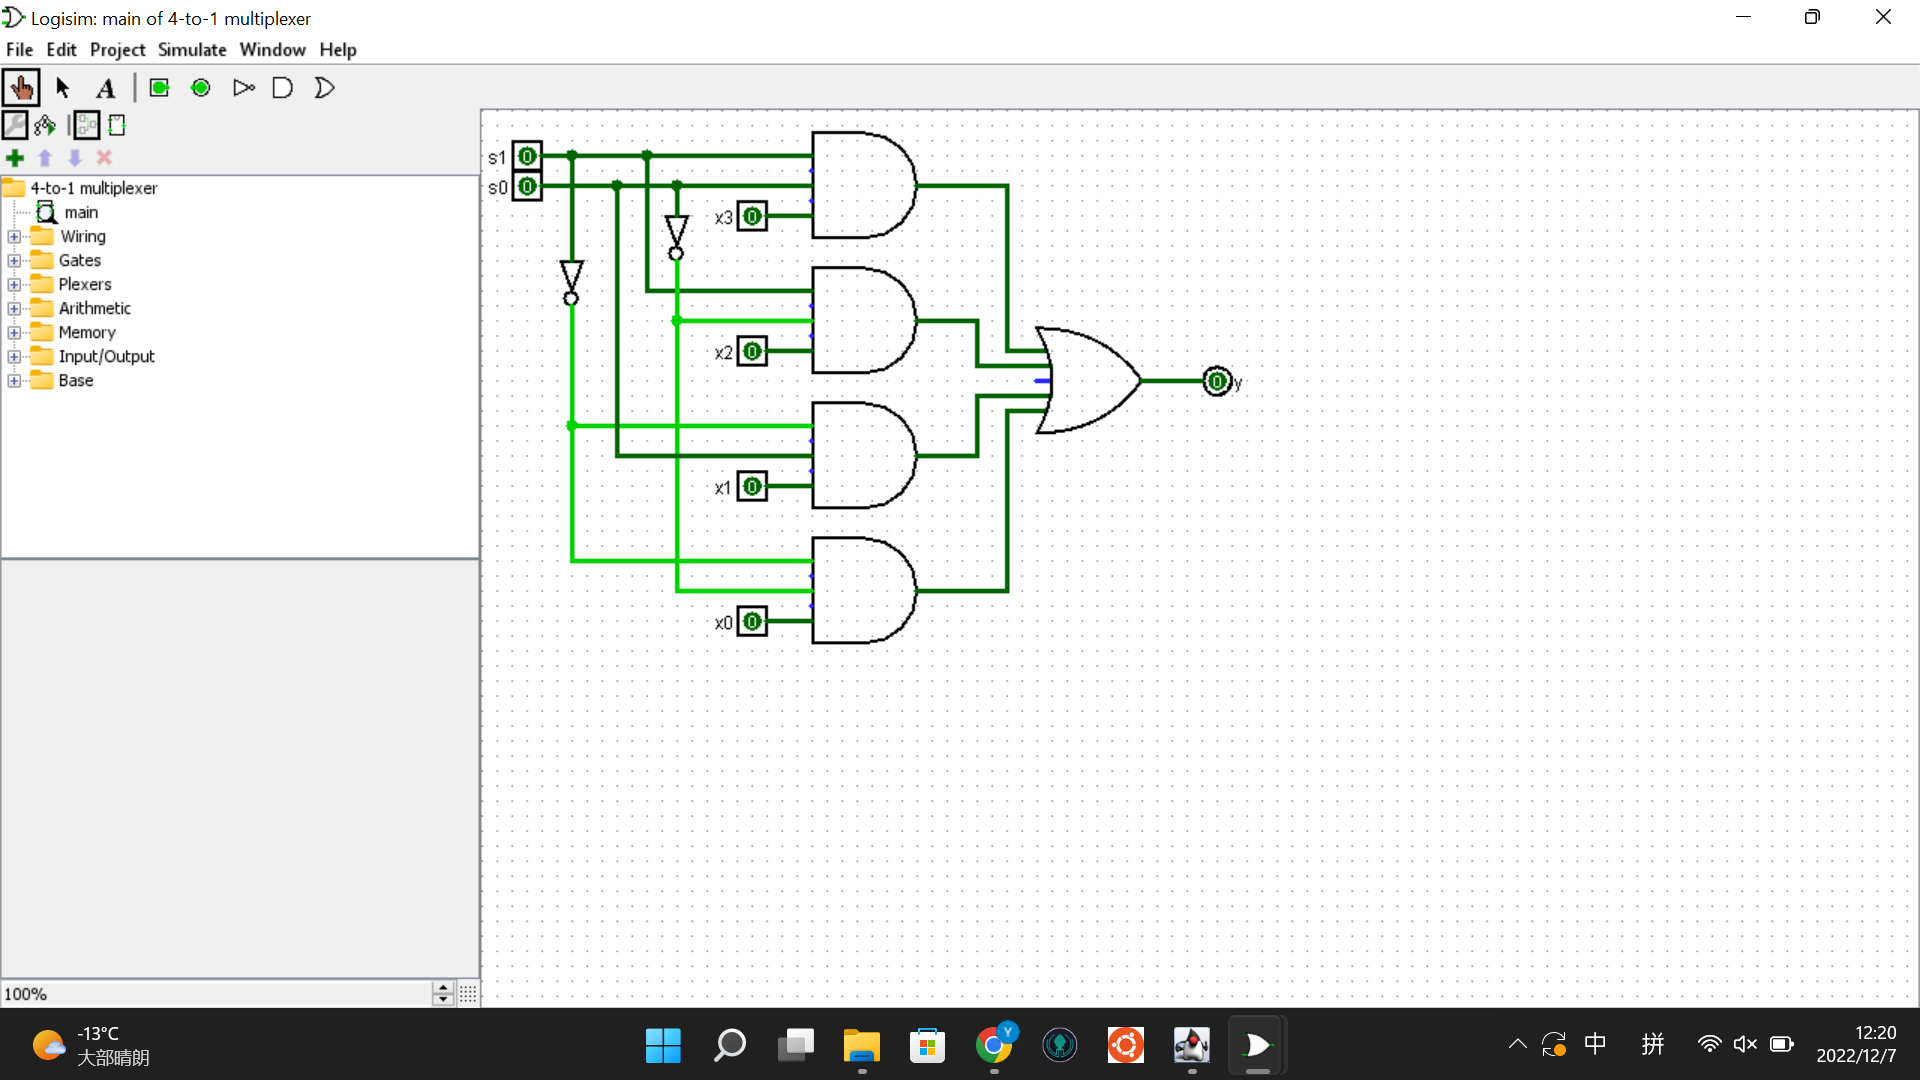 Logisim: main of 4-to-1 multiplexer
File Edit Project Simulate Window Help
A
4-to-1 multiplexer
main
Wiring
Gates
Plexers
Arithmetic
Memory
Input/Output
Base
s1 0
s0 0
x3 0
x2 0
0 y
x1 0
x0 0
100%
-13°C
大部晴朗
Y
中
拼
12:20
2022/12/7